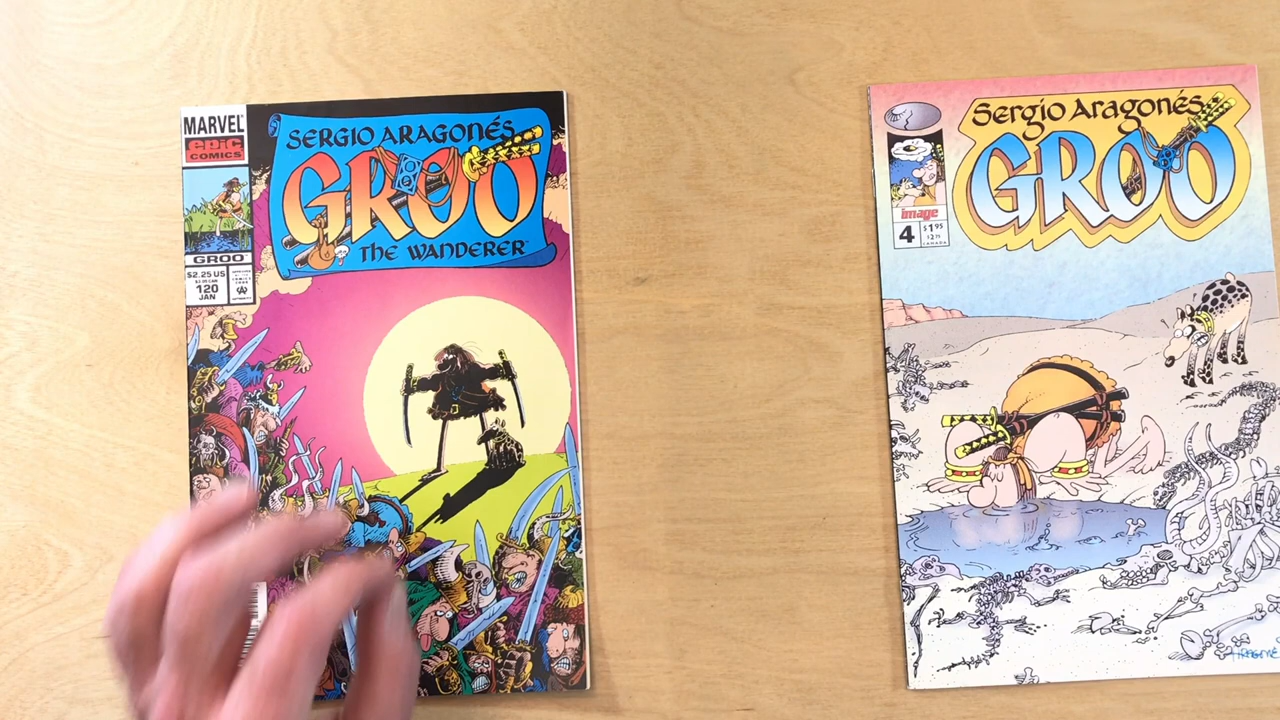 MARVEL
epic
COMICS
GROO
$2.25 US
120
JAN
SERGIO ARAGONÉS
GROO
THE WANDERER
image
4
$1.95
CANADA
Sergio Aragonés
GROO